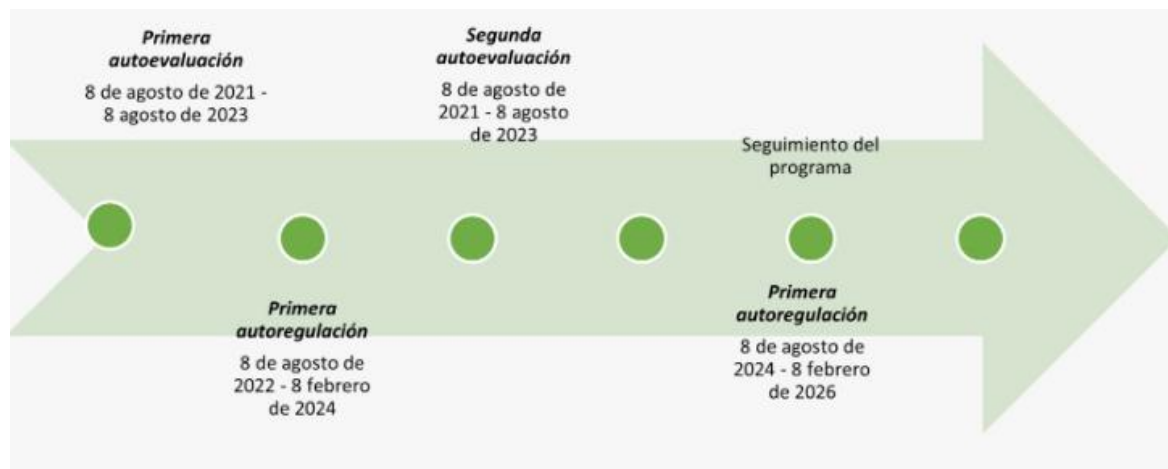 Primera
autoevaluación
8 de agosto de 2021 -
8 agosto de 2023
Primera
autoregulación
8 de agosto de
2022 - 8 febrero
de 2024
Segunda
autoevaluación
8 de agosto de
2021 - 8 agosto
de 2023
Seguimiento del
programa
Primera
autoregulación
8 de agosto de
2024 - 8 febrero
de 2026